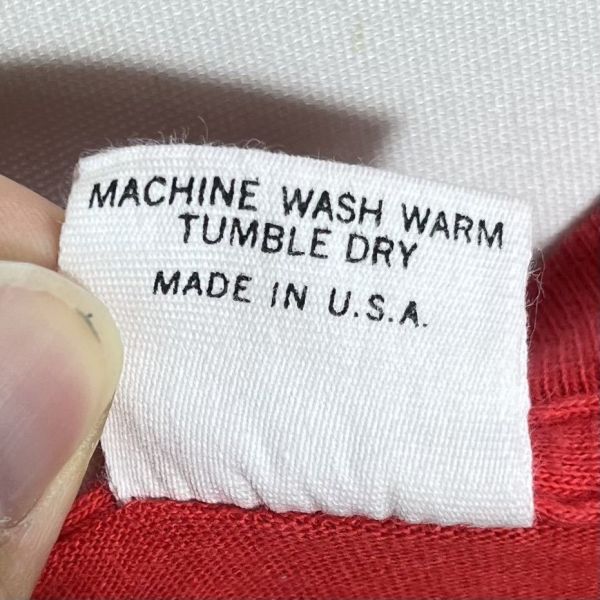 MACHINE WASH WARM
TUMBLE DRY
MADE IN U.S.A.